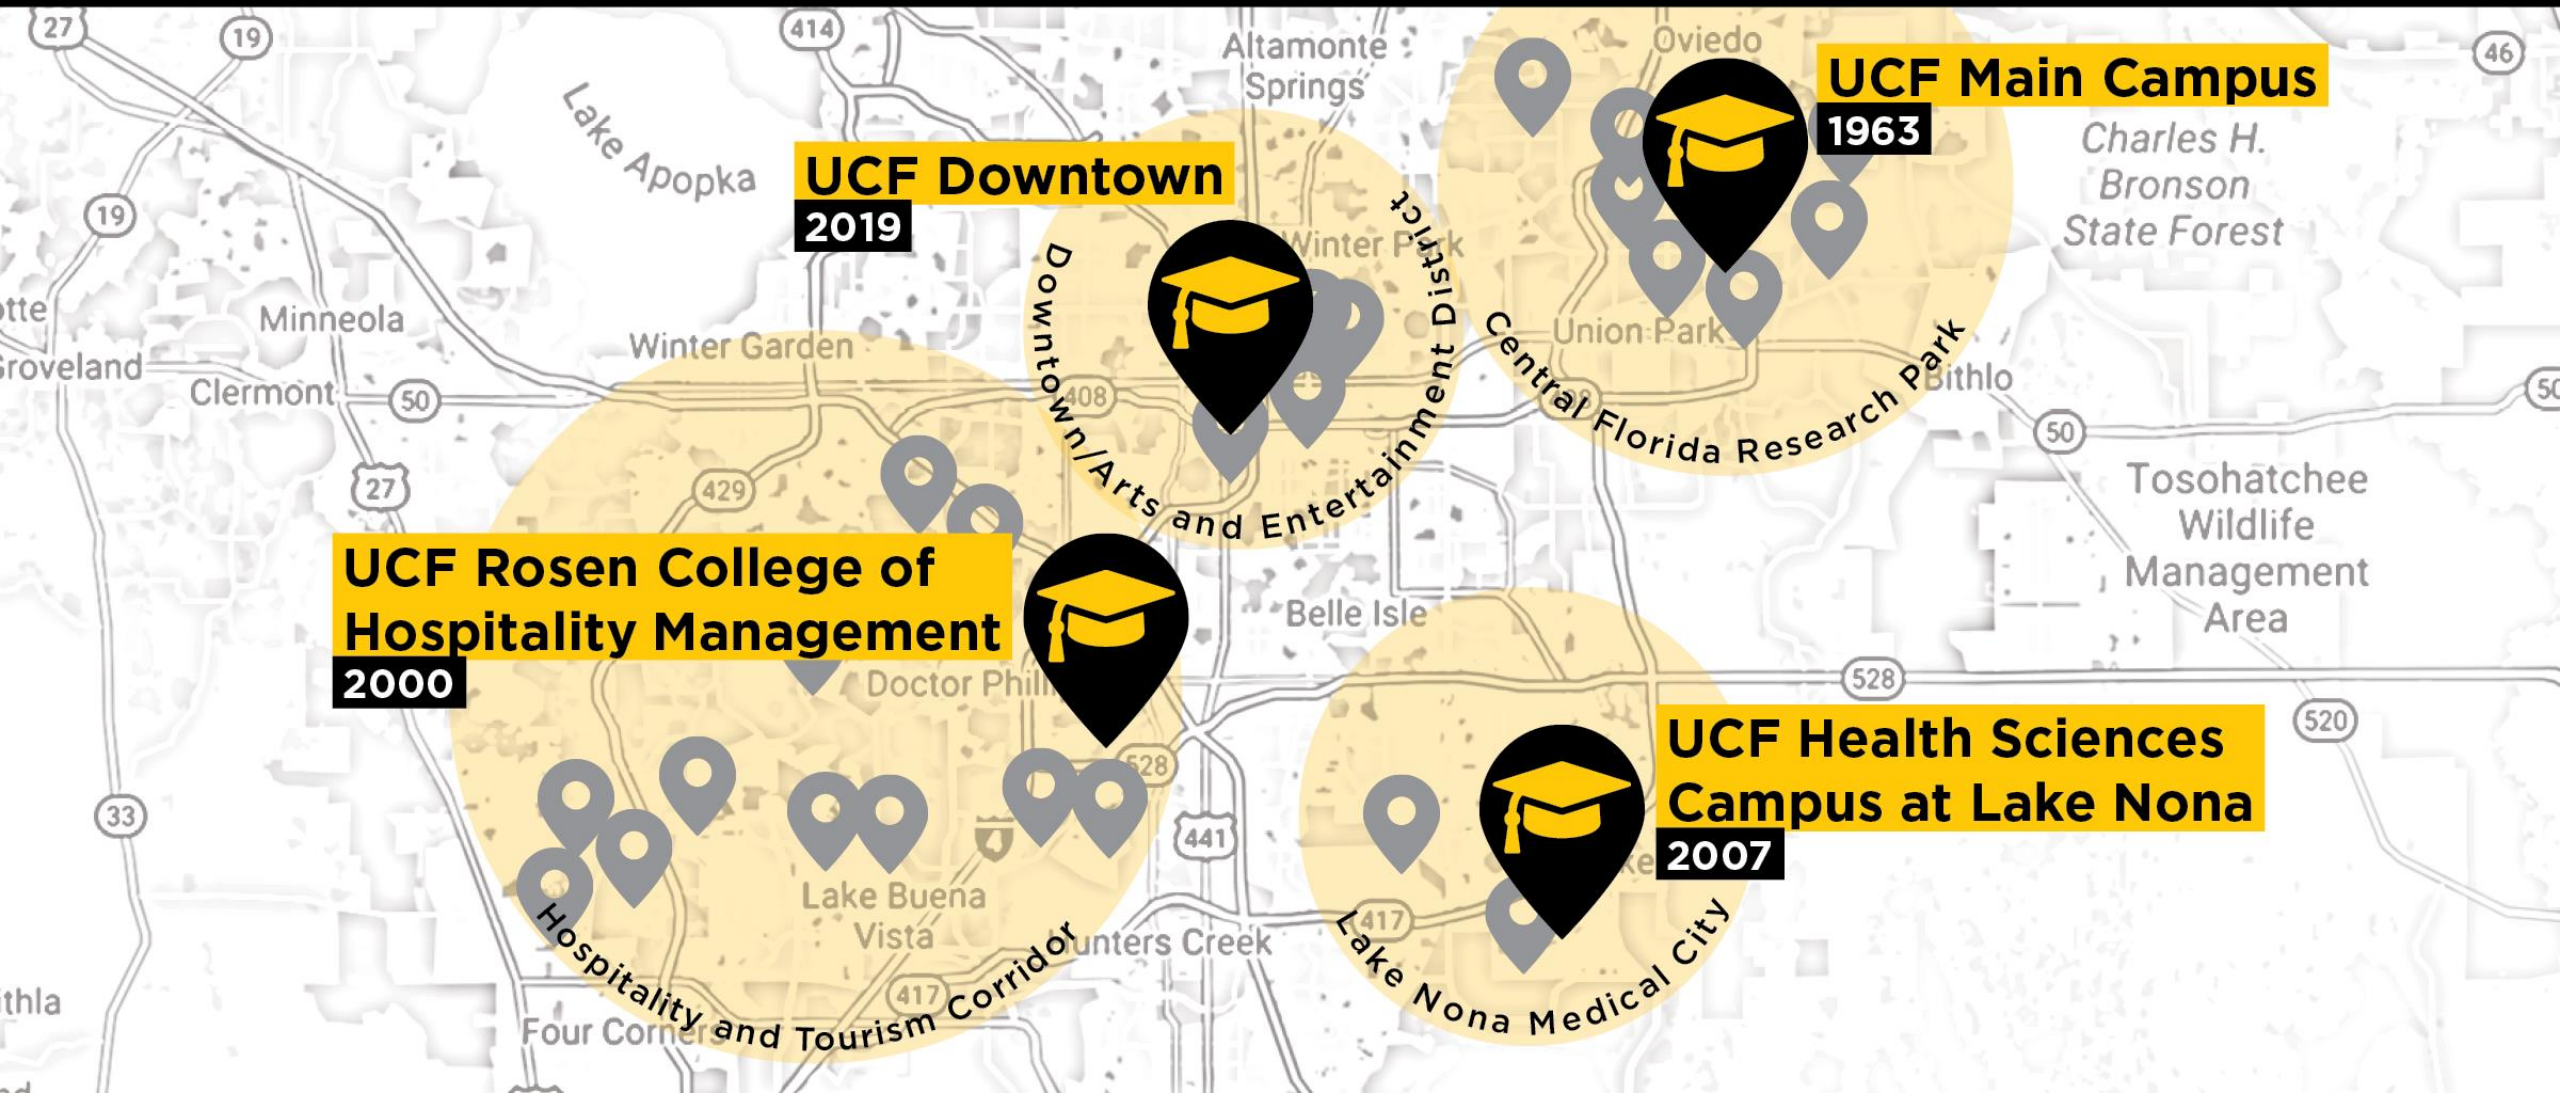 27
19
414
Altamonte
Springs
Oviedo
46
UCF Main Campus
1963
Charles H.
Bronson
State Forest
Lake Apopka
UCF Downtown
2019
19
Winter Park
Downtown/Arts and Entertainment District
Minneola
Winter Garden
Union Park
Central Florida Research Park
Bithlo
Clermont
50
408
50
50
27
429
Tosohatchee
Wildlife
Management
Area
UCF Rosen College of
Hospitality Management
2000
Belle Isle
Doctor
528
520
UCF Health Sciences
Campus at Lake Nona
2007
528
33
4
441
Lake Buena
Vista
417
Creek
Hospitality and Tourism Corridor
Lake Nona Medical City
417
Four Corners